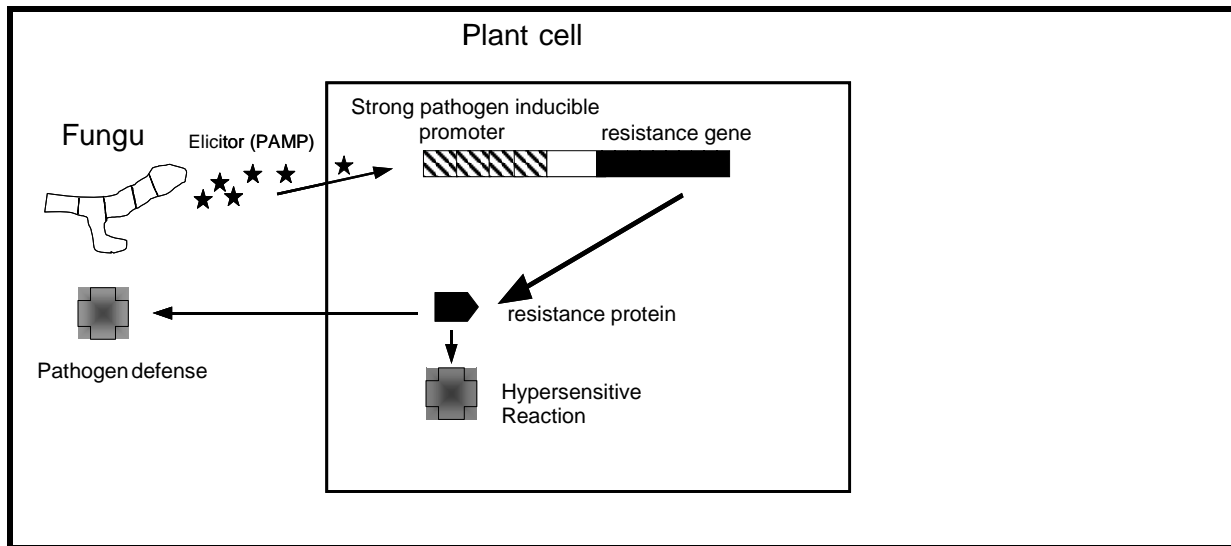 Plant cell
Fungu
Elicitor (PAMP)
Strong pathogen inducible
promoter
resistance gene
resistance protein
Pathogen defense
Hypersensitive
Reaction